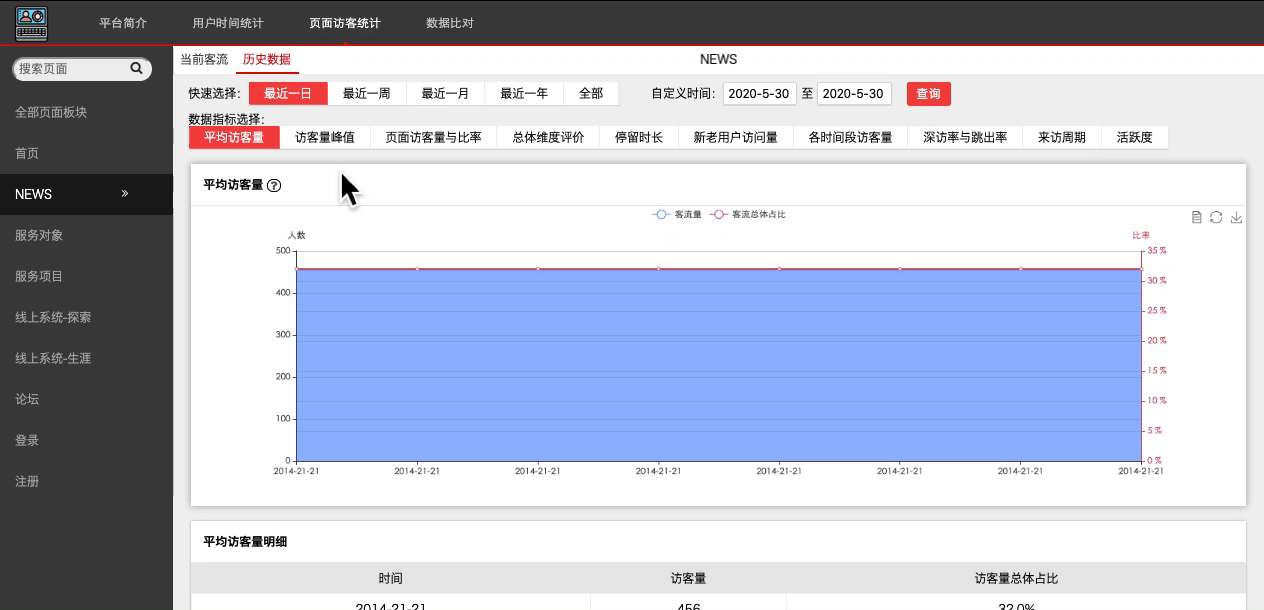 平台简介 用户时间统计 页面访客统计 数据比对
搜索页面
当前客流 历史数据 NEWS
快速选择： 最近一日 最近一周 最近一月 最近一年 全部 自定义时间： 2020-5-30 至 2020-5-30 查询
数据指标选择：
平均访客量 访客量峰值 页面访客量与比率 总体维度评价 停留时长 新老用户访问量 各时间段访客量 深访率与跳出率 来访周期 活跃度
全部页面板块
首页
NEWS »
服务对象
服务项目
线上系统-探索
线上系统-生涯
论坛
登录
注册
平均访客量 ?
客流量 客流总体占比
人数 比率
500 35 %
400 30 %
300 25 %
200 20 %
100 15 %
0 10 %
5 %
0 %
2014-21-21 2014-21-21 2014-21-21 2014-21-21 2014-21-21 2014-21-21 2014-21-21 2014-21-21
平均访客量明细
时间 访客量 访客量总体占比
2014-21-21 456 32.0%